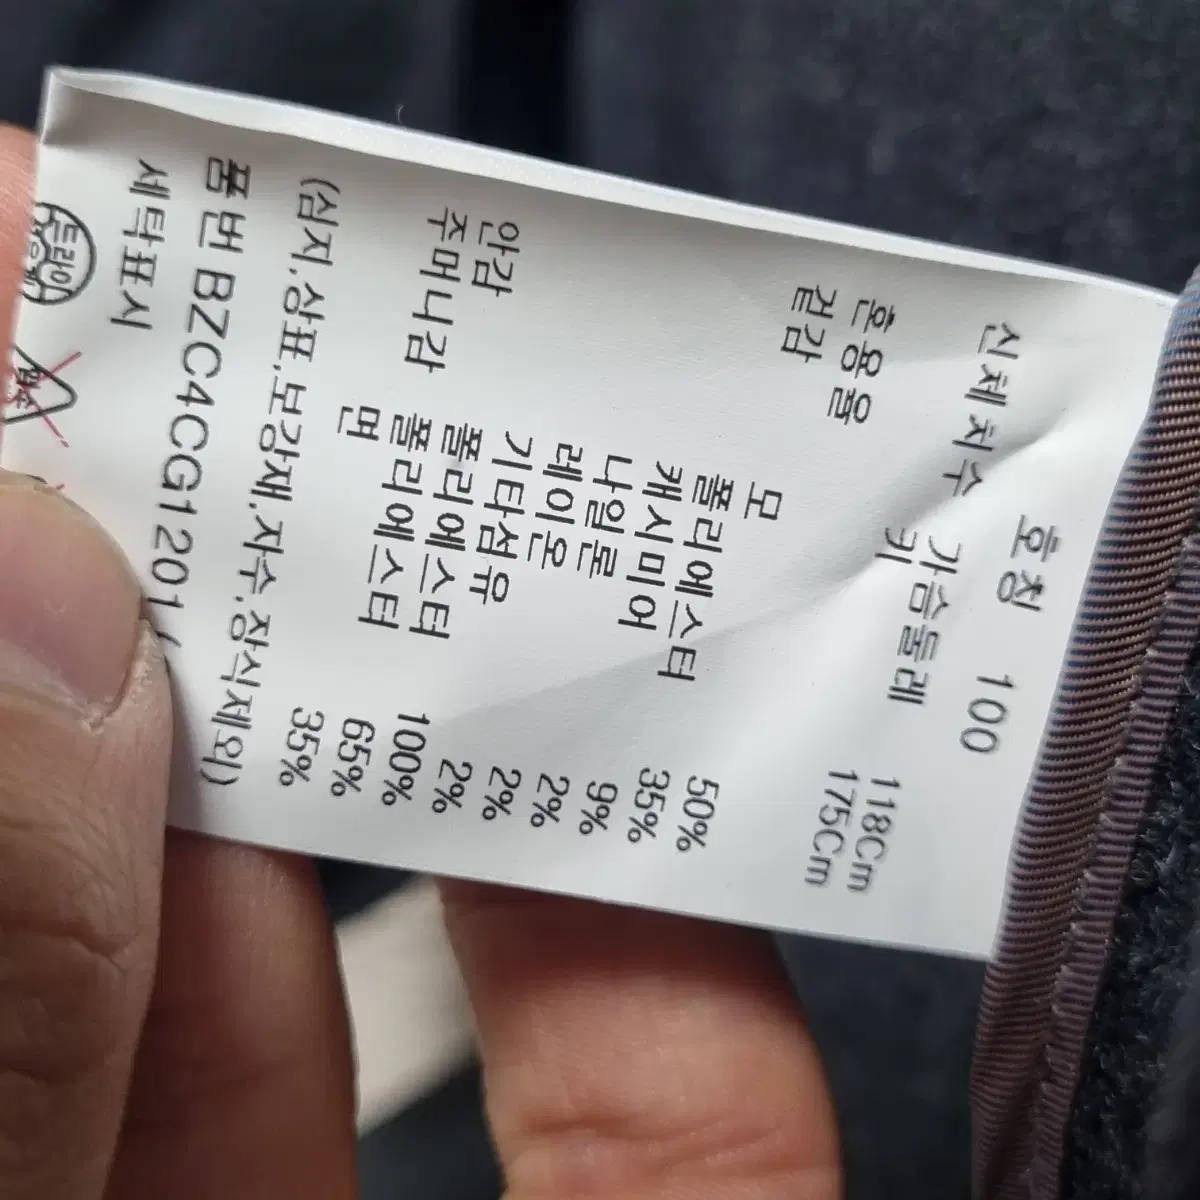 호칭 100
신체치수 가슴둘레 118Cm
키 175Cm
혼용율
겉감 모 50%
폴리에스터 35%
캐시미어 9%
나일론 2%
레이온 2%
기타섬유 2%
안감 폴리에스터 100%
주머니감 폴리에스터 65%
면 35%
(심지,상표,보강재,자수,장식제외)
품번 BZC4CG1201
세탁표시
드라이